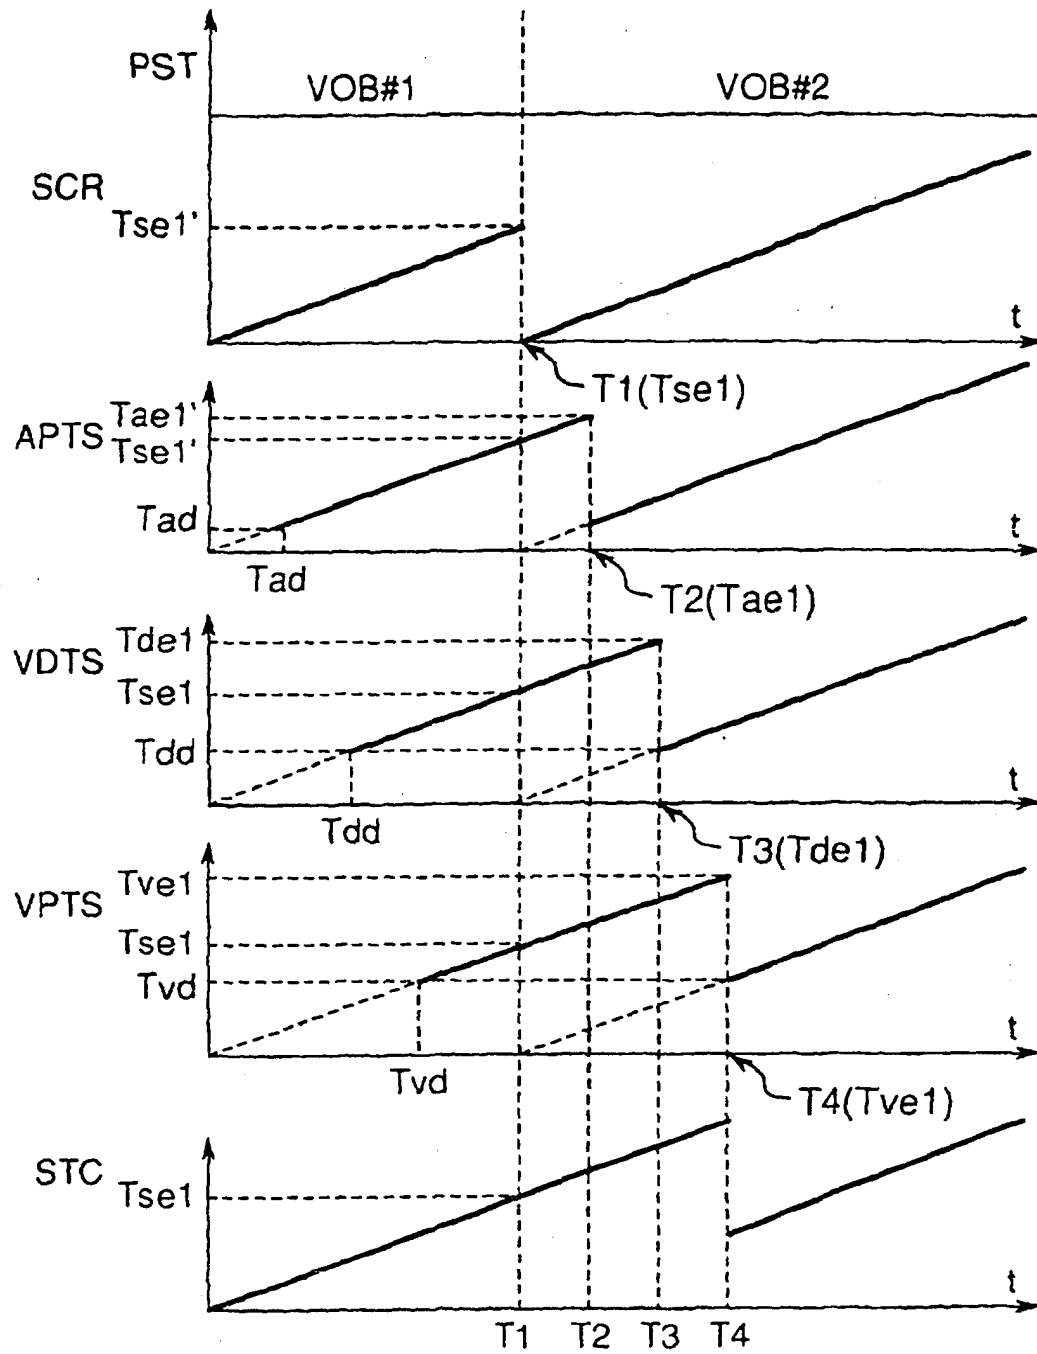 PST
VOB#1 VOB#2
SCR
Tse1'
t
T1(Tse1)
Tae1'
APTS
Tse1'
Tad
t
Tad
T2(Tae1)
Tde1
VDTS
Tse1
Tdd
t
Tdd
T3(Tde1)
Tve1
VPTS
Tse1
Tvd
t
Tvd
T4(Tve1)
STC
Tse1
t
T1 T2 T3 T4